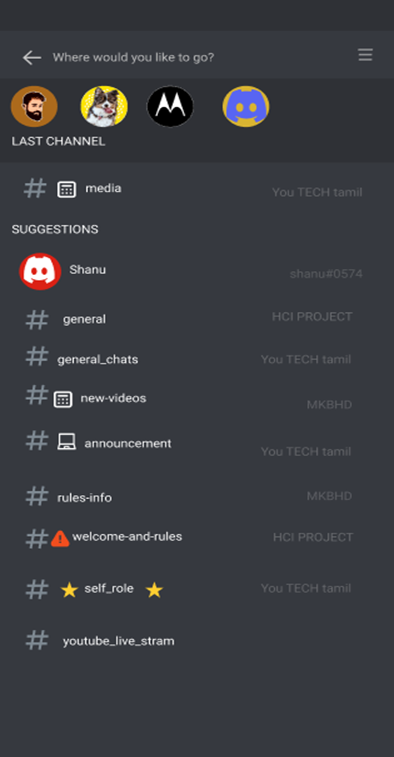 Where would you like to go?
LAST CHANNEL
# media You TECH tamil
SUGGESTIONS
Shanu shanu#0574
# general HCI PROJECT
# general_chats You TECH tamil
# new-videos MKBHD
# announcement You TECH tamil
# rules-info MKBHD
# welcome-and-rules HCI PROJECT
# self_role You TECH tamil
# youtube_live_stram